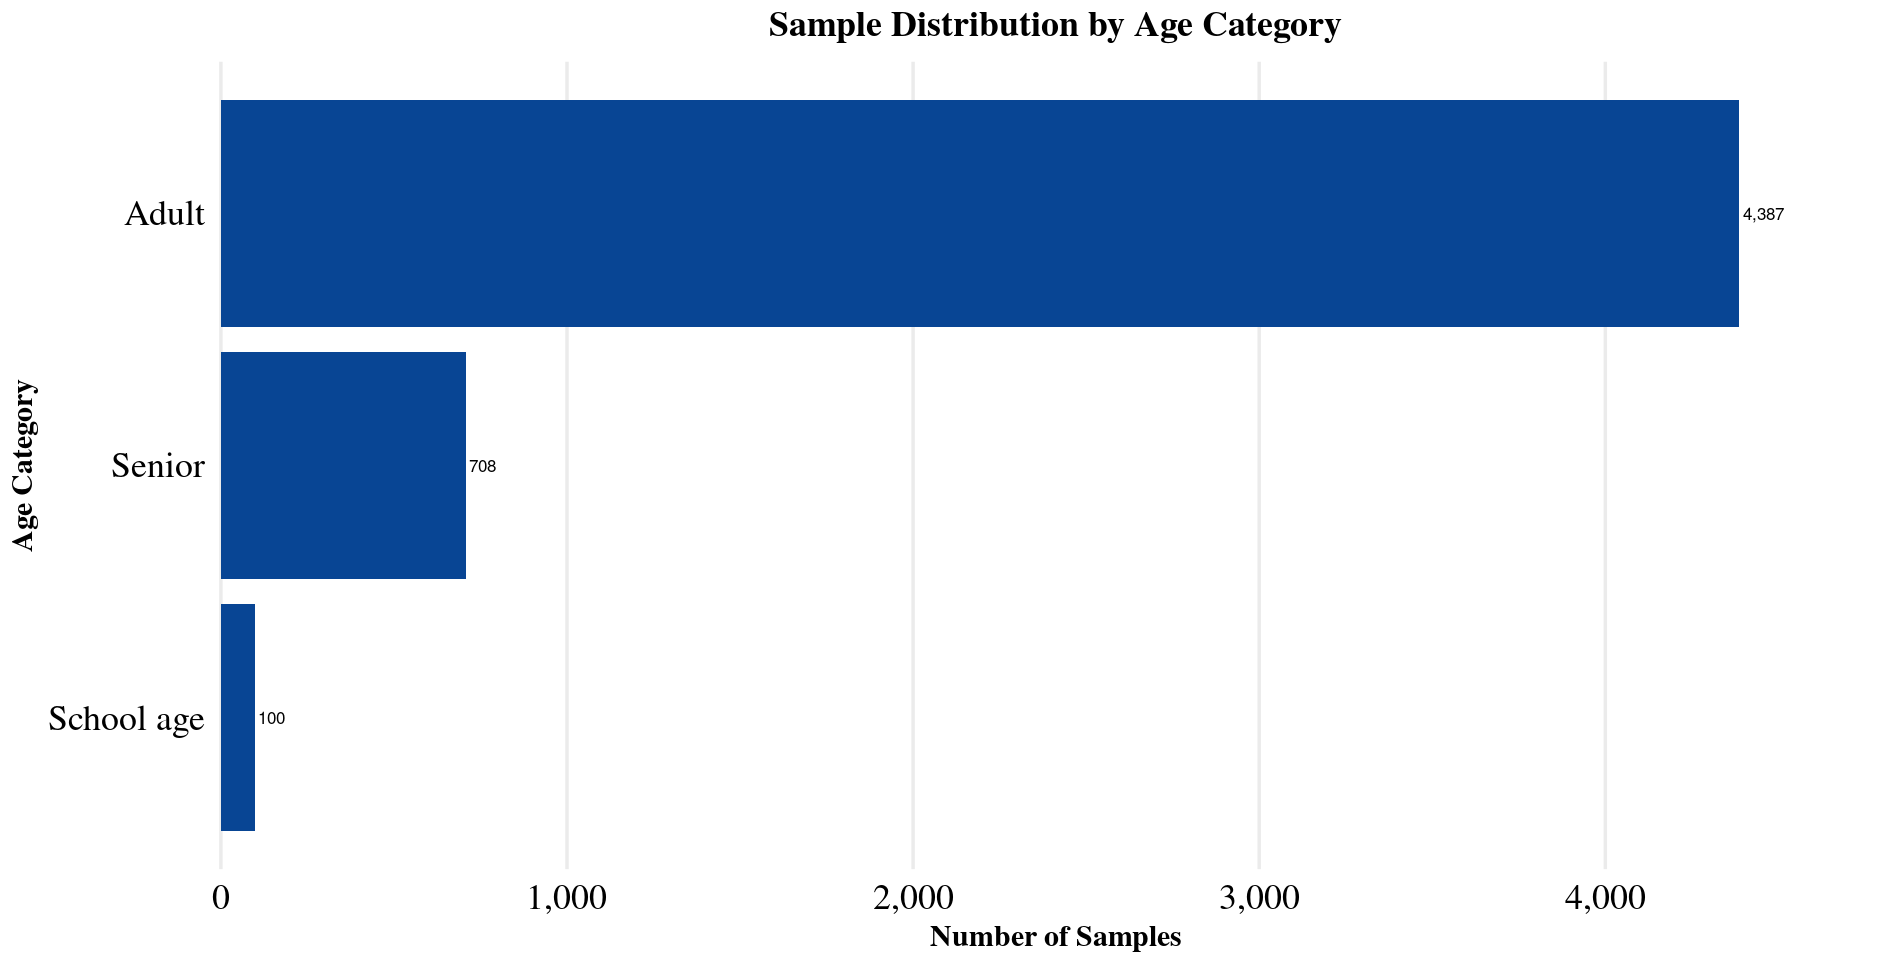 Sample Distribution by Age Category
Age Category
Adult
4,387
Senior
708
School age
100
0
1,000
2,000
3,000
4,000
Number of Samples